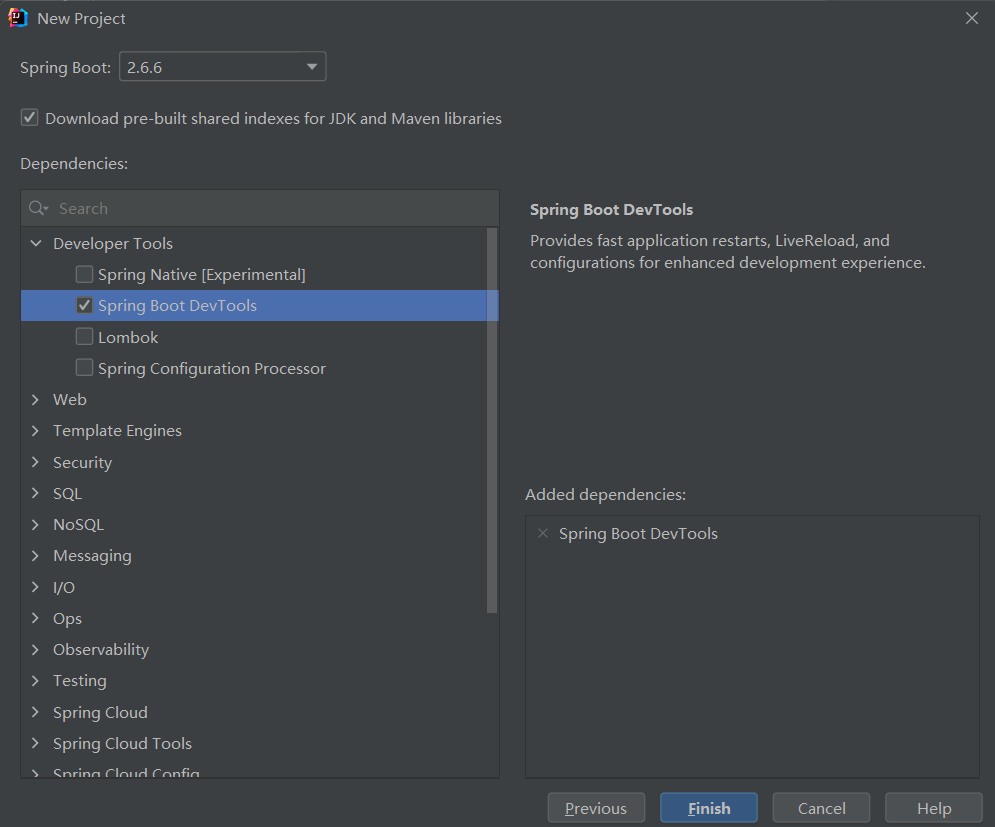 New Project
Spring Boot: 2.6.6
Download pre-built shared indexes for JDK and Maven libraries
Dependencies:
Search
Developer Tools
Spring Native [Experimental]
Spring Boot DevTools
Lombok
Spring Configuration Processor
Web
Template Engines
Security
SQL
NoSQL
Messaging
I/O
Ops
Observability
Testing
Spring Cloud
Spring Cloud Tools
Spring Cloud Config
Spring Boot DevTools
Provides fast application restarts, LiveReload, and
configurations for enhanced development experience.
Added dependencies:
Spring Boot DevTools
Previous Finish Cancel Help